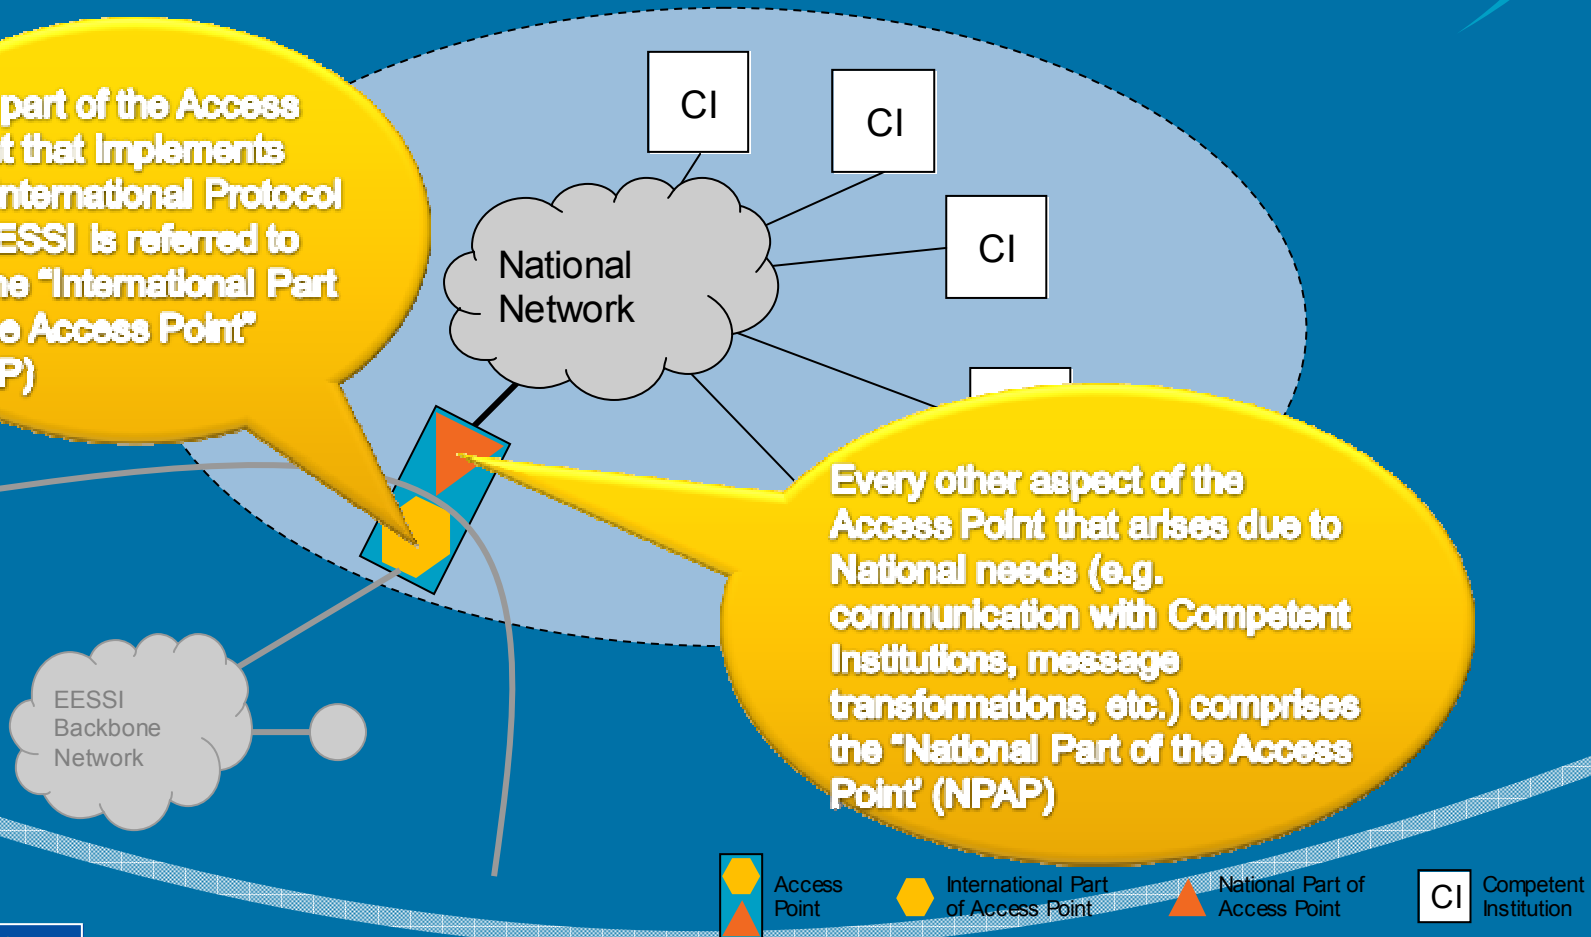 part of the Access
t that implements
nternational Protocol
ESSI is referred to
ne "International Part
e Access Point"
P)
CI
CI
CI
National
Network
Every other aspect of the
Access Point that arises due to
National needs (e.g.
communication with Competent
Institutions, message
transformations, etc.) comprises
the "National Part of the Access
Point' (NPAP)
EESSI
Backbone
Network
Access
Point
International Part
of Access Point
National Part of
Access Point
CI
Competent
Institution